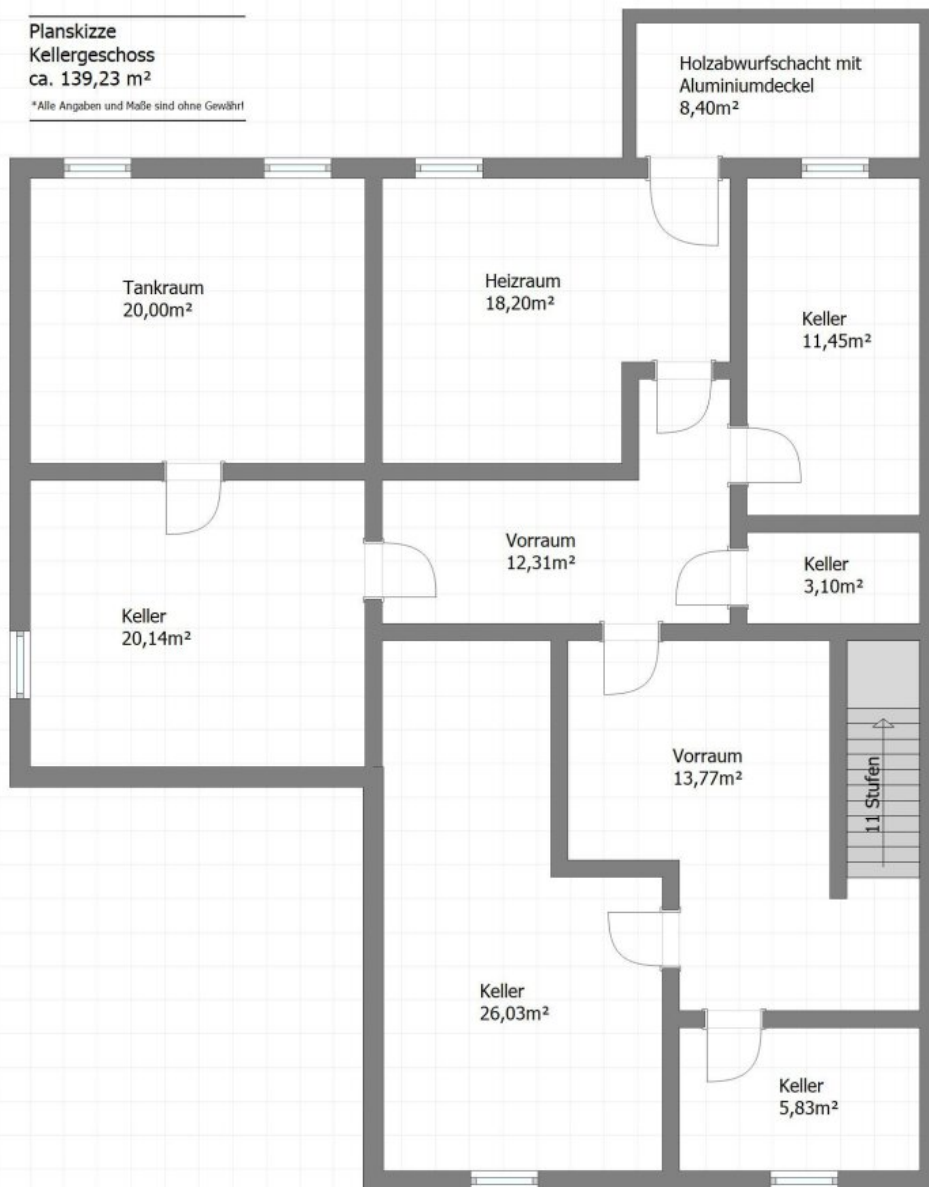 Planskizze
Kellergeschoss
ca. 139,23 m²
*Alle Angaben und Maße sind ohne Gewähr!
Holzabwurfschacht mit
Aluminiumdeckel
8,40m²
Tankraum
20,00m²
Heizraum
18,20m²
Keller
11,45m²
Vorraum
12,31m²
Keller
3,10m²
Keller
20,14m²
Vorraum
13,77m²
11 Stufen
Keller
26,03m²
Keller
5,83m²